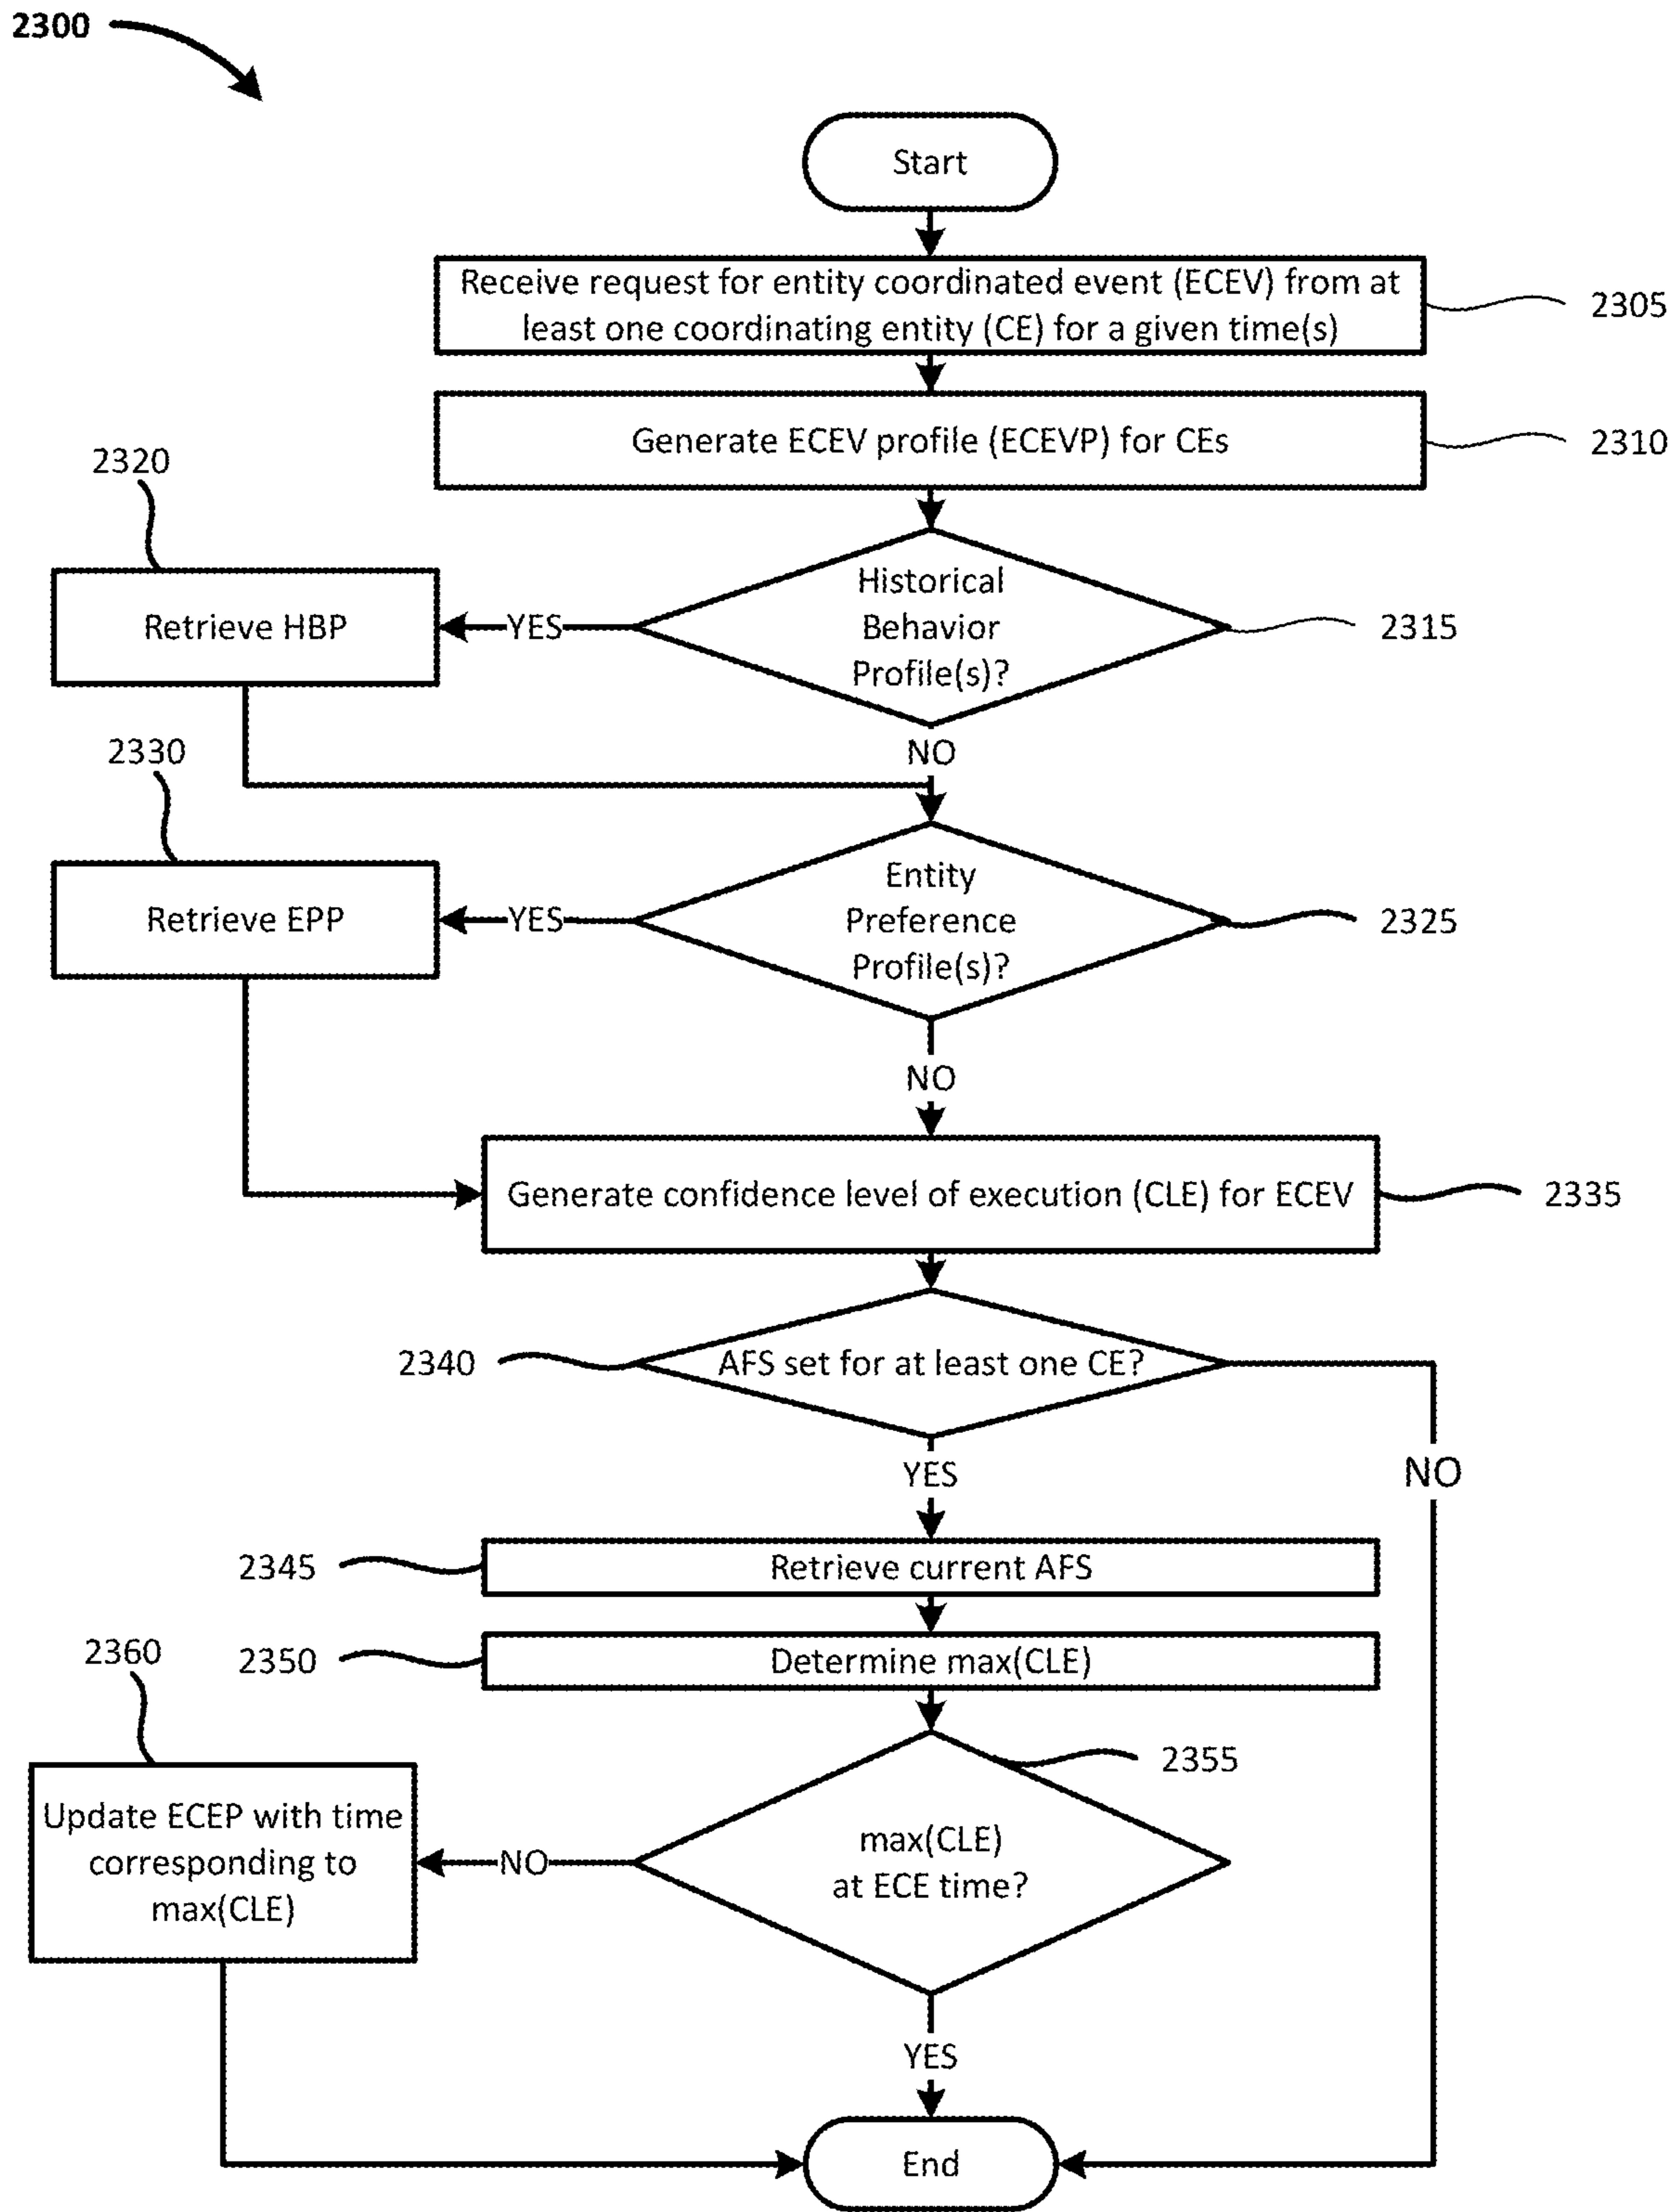 2300
Start
Receive request for entity coordinated event (ECEV) from at
least one coordinating entity (CE) for a given time(s)
2305
Generate ECEV profile (ECEVP) for CEs
2310
2320
Retrieve HBP
YES
Historical
Behavior
Profile(s)?
2315
NO
2330
Retrieve EPP
YES
Entity
Preference
Profile(s)?
2325
NO
Generate confidence level of execution (CLE) for ECEV
2335
2340
AFS set for at least one CE?
YES
NO
2345
Retrieve current AFS
2350
Determine max(CLE)
2360
2355
Update ECEP with time
corresponding to
max(CLE)
NO
max(CLE)
at ECE time?
YES
End